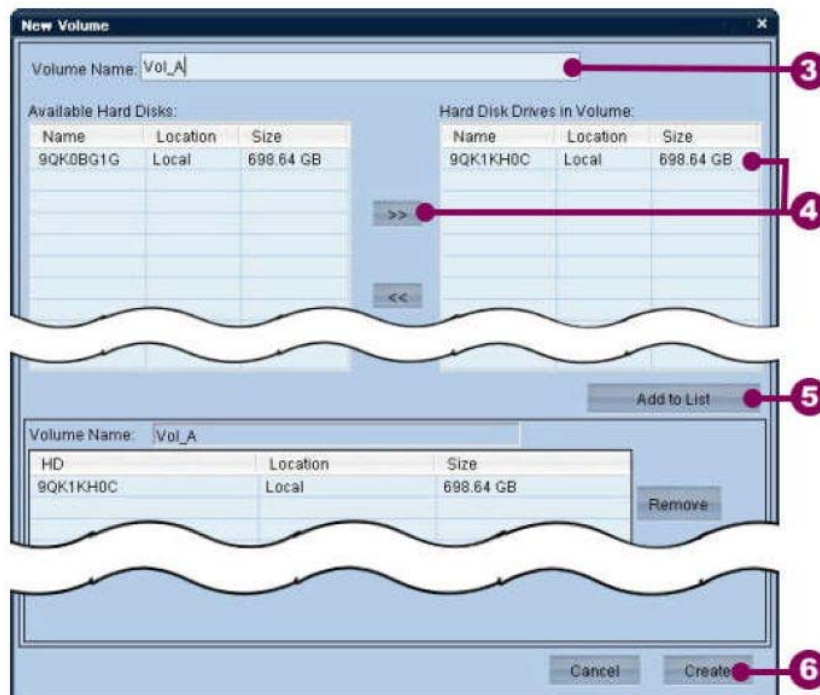 New Volume x
Volume Name: Vol_A 3
Available Hard Disks: Hard Disk Drives in Volume:
Name Location Size Name Location Size
9QK0BG1G Local 698.64 GB 9QK1KH0C Local 698.64 GB
>> 4
<<
Add to List 5
Volume Name: Vol_A
HD Location Size
9QK1KH0C Local 698.64 GB
Remove
Cancel Create 6